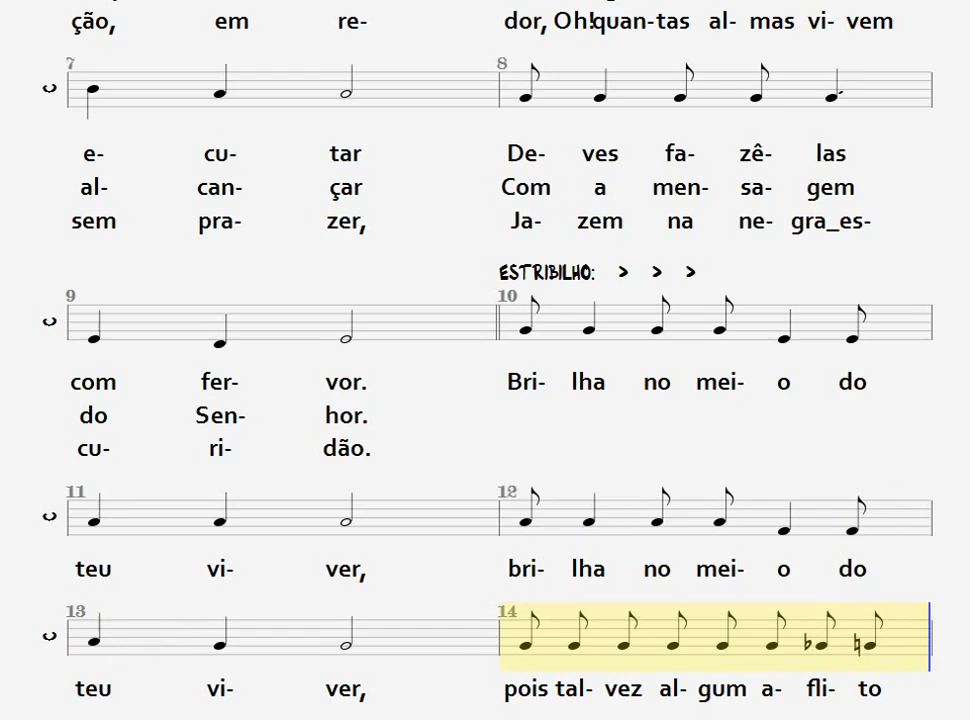 ção, em re- dor, Oh!quan-tas al- mas vi- vem
7 8
e- cu- tar De- ves fa- zê- las
al- can- çar Com a men- sa- gem
sem pra- zer, Ja- zem na ne- gra_es-
ESTRIBILHO: > > >
9 10
com fer- vor. Bri- lha no mei- o do
do Sen- hor.
cu- ri- dão.
11 12
teu vi- ver, bri- lha no mei- o do
13 14
teu vi- ver, pois tal- vez al- gum a- fli- to